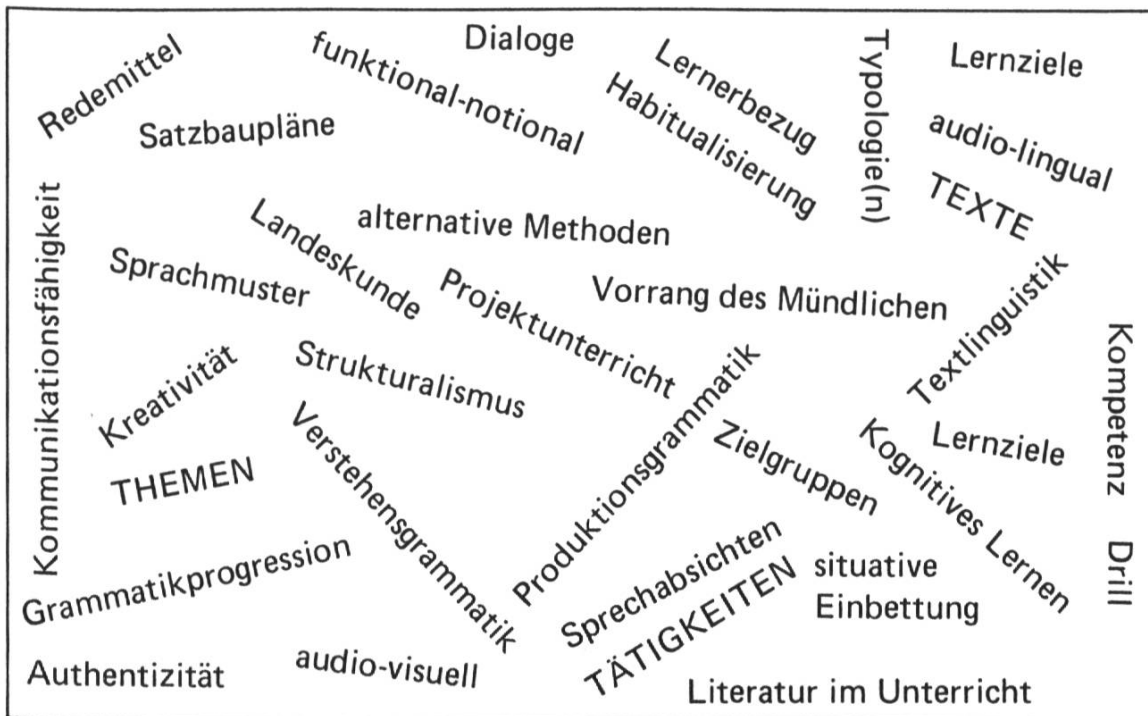 Redemittel
funktional-notional
Dialoge
Lernerbezug
Habitualisierung
Typologie(n)
Lernziele
audio-lingual
TEXTE
Satzbaupläne
Kommunikationsfähigkeit
Landeskunde
alternative Methoden
Sprachmuster
Projektunterricht
Vorrang des Mündlichen
Textlinguistik
Kompetenz
Kreativität
Strukturalismus
Verstehensgrammatik
Produktionsgrammatik
Zielgruppen
Kognitives Lernen
Lernziele
THEMEN
Grammatikprogression
Sprechabsichten
TÄTIGKEITEN
situative
Einbettung
Drill
Authentizität
audio-visuell
Literatur im Unterricht